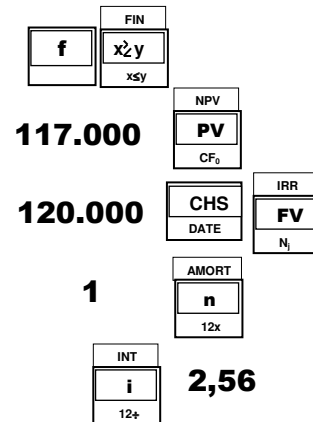 FIN
f x≷y
x≤y
NPV
117.000 PV
CF₀
IRR
120.000 CHS FV
DATE Nⱼ
AMORT
1 n
12x
INT
i 2,56
12÷